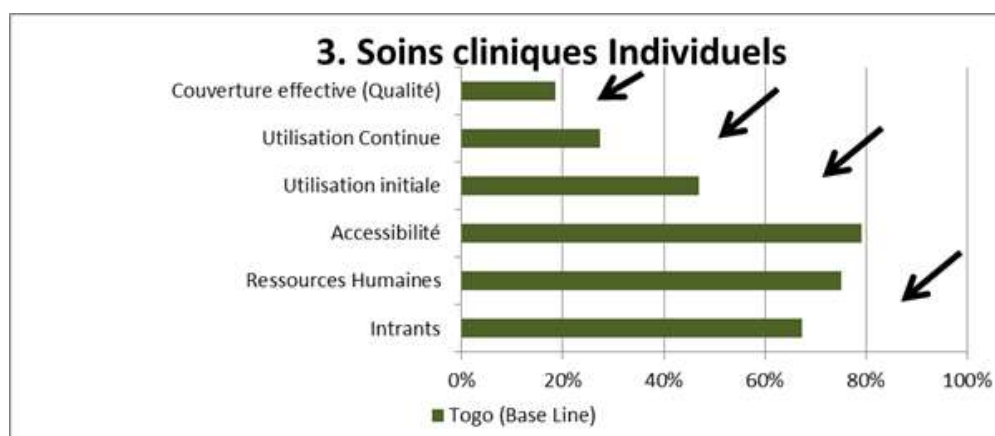 3. Soins cliniques Individuels
Couverture effective (Qualité)
Utilisation Continue
Utilisation initiale
Accessibilité
Ressources Humaines
Intrants
0% 20% 40% 60% 80% 100%
Togo (Base Line)